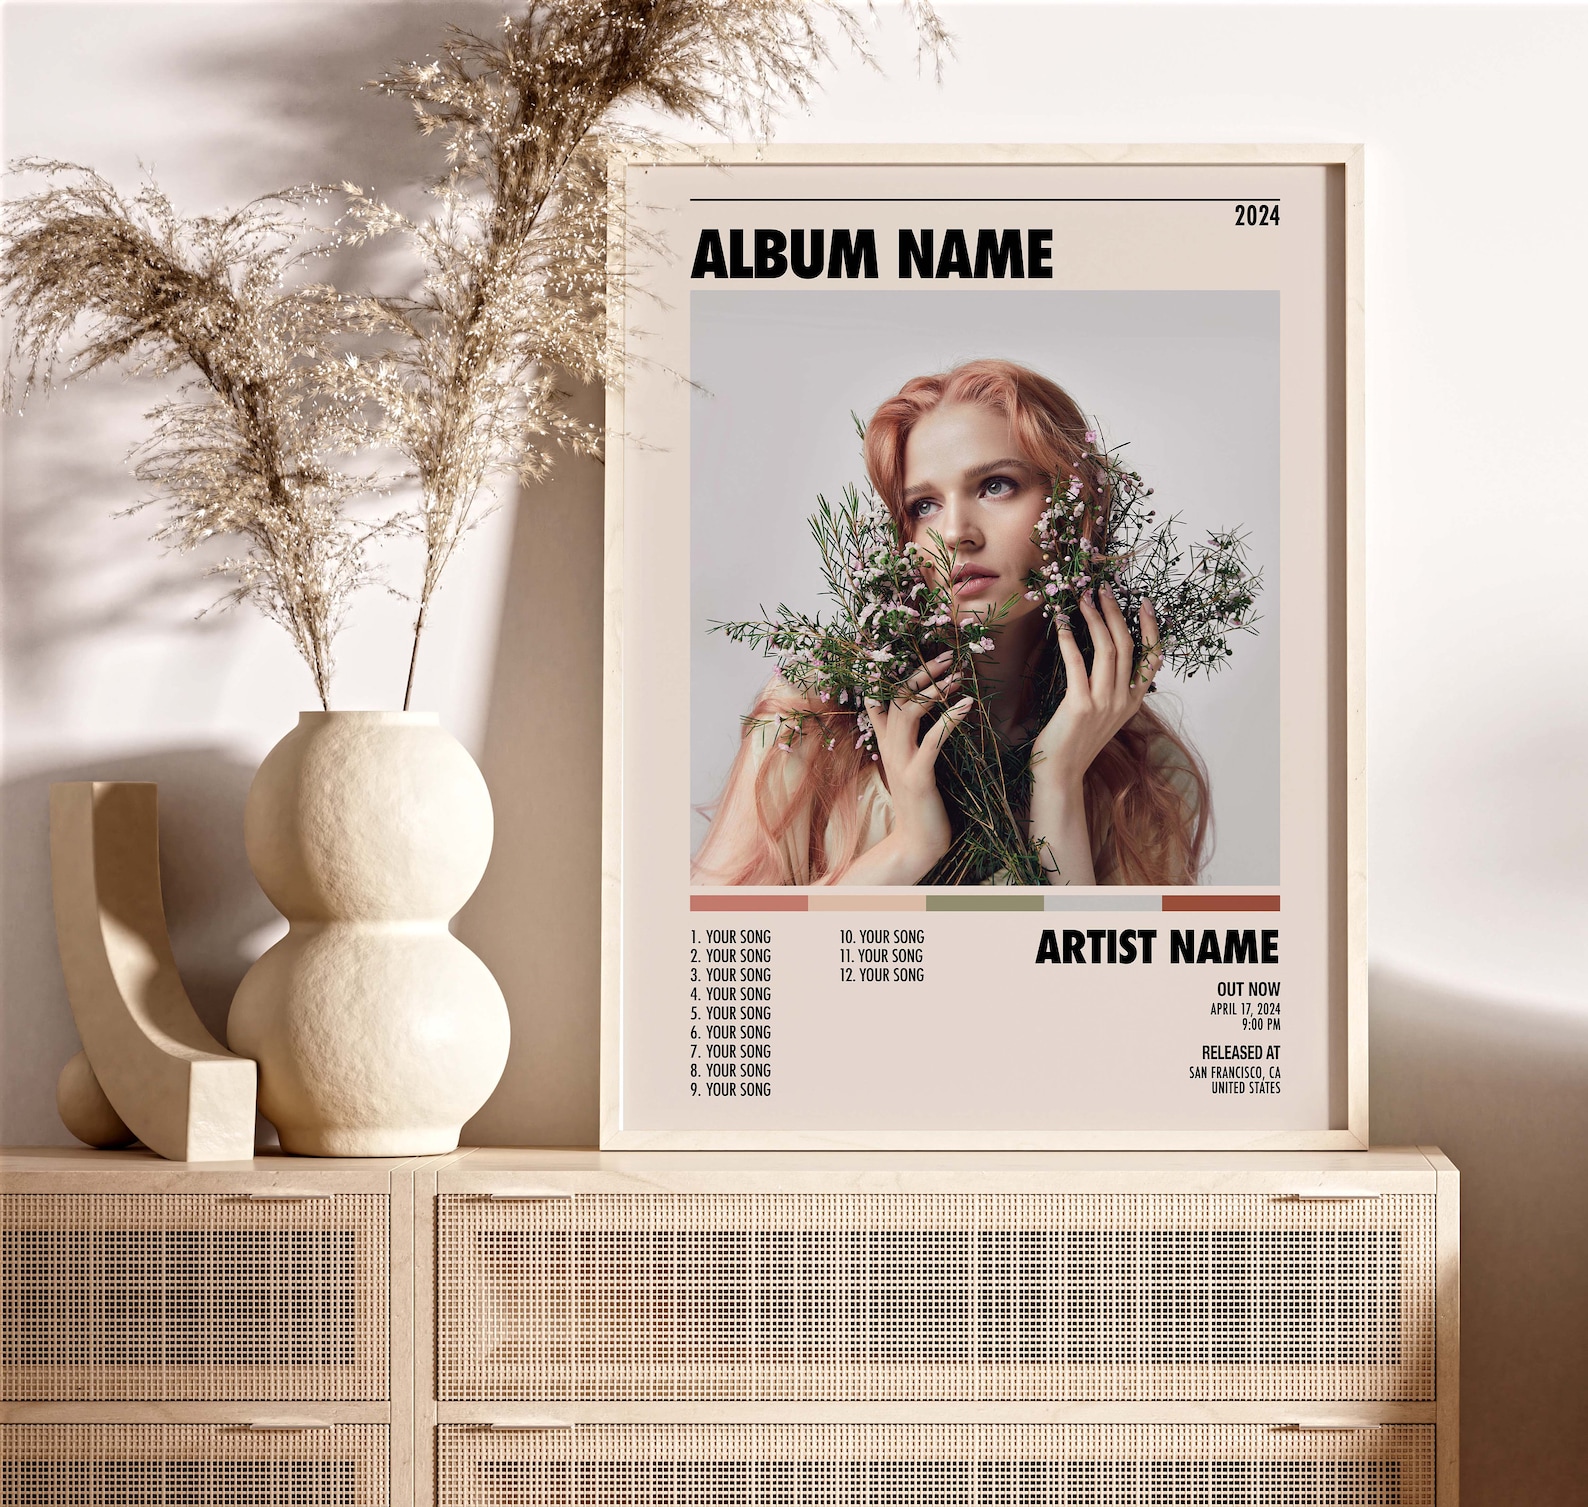 2024
ALBUM NAME
1. YOUR SONG
2. YOUR SONG
3. YOUR SONG
4. YOUR SONG
5. YOUR SONG
6. YOUR SONG
7. YOUR SONG
8. YOUR SONG
9. YOUR SONG
10. YOUR SONG
11. YOUR SONG
12. YOUR SONG
ARTIST NAME
OUT NOW
APRIL 17, 2024
9:00 PM
RELEASED AT
SAN FRANCISCO, CA
UNITED STATES